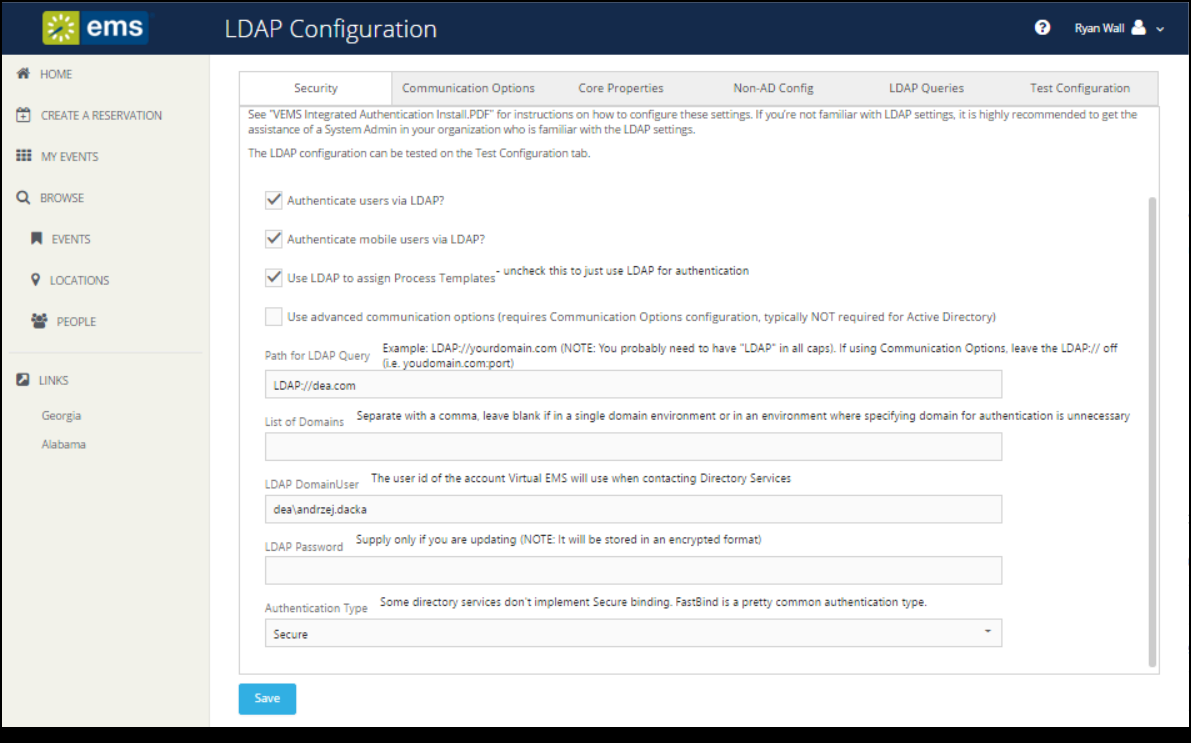 ems
LDAP Configuration
Ryan Wall
HOME
CREATE A RESERVATION
MY EVENTS
BROWSE
EVENTS
LOCATIONS
PEOPLE
LINKS
Georgia
Alabama
Security
Communication Options
Core Properties
Non-AD Config
LDAP Queries
Test Configuration
See "VEMS Integrated Authentication Install.PDF" for instructions on how to configure these settings. If you're not familiar with LDAP settings, it is highly recommended to get the
assistance of a System Admin in your organization who is familiar with the LDAP settings.
The LDAP configuration can be tested on the Test Configuration tab.
Authenticate users via LDAP?
Authenticate mobile users via LDAP?
Use LDAP to assign Process Templates - uncheck this to just use LDAP for authentication
Use advanced communication options (requires Communication Options configuration, typically NOT required for Active Directory)
Path for LDAP Query Example: LDAP://yourdomain.com (NOTE: You probably need to have "LDAP" in all caps). If using Communication Options, leave the LDAP:// off
(i.e. youdomain.com:port)
LDAP://dea.com
List of Domains Separate with a comma, leave blank if in a single domain environment or in an environment where specifying domain for authentication is unnecessary
LDAP DomainUser The user id of the account Virtual EMS will use when contacting Directory Services
dea\andrzej.dacka
LDAP Password Supply only if you are updating (NOTE: It will be stored in an encrypted format)
Authentication Type Some directory services don't implement Secure binding. FastBind is a pretty common authentication type.
Secure
Save